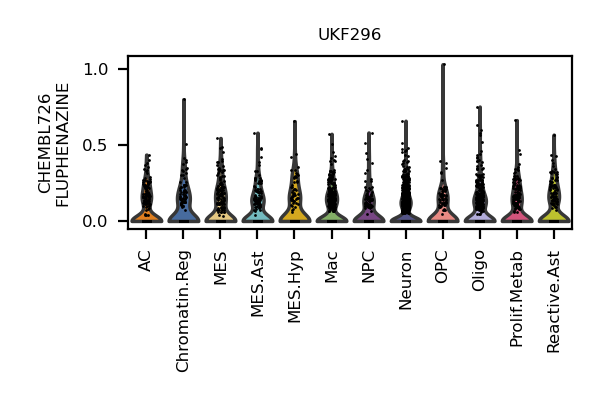 UKF296
CHEMBL726
FLUPHENAZINE
1.0
0.5
0.0
AC
Chromatin.Reg
MES
MES.Ast
MES.Hyp
Mac
NPC
Neuron
OPC
Oligo
Prolif.Metab
Reactive.Ast